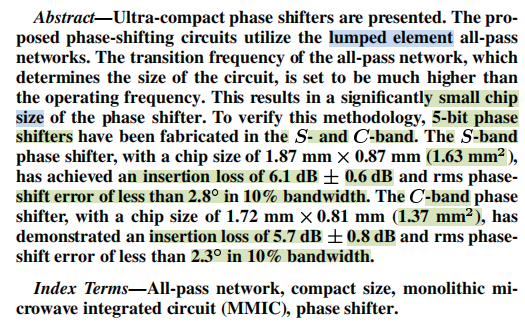 Abstract—Ultra-compact phase shifters are presented. The pro-
posed phase-shifting circuits utilize the lumped element all-pass
networks. The transition frequency of the all-pass network, which
determines the size of the circuit, is set to be much higher than
the operating frequency. This results in a significantly small chip
size of the phase shifter. To verify this methodology, 5-bit phase
shifters have been fabricated in the S- and C-band. The S-band
phase shifter, with a chip size of 1.87 mm × 0.87 mm (1.63 mm²),
has achieved an insertion loss of 6.1 dB ± 0.6 dB and rms phase-
shift error of less than 2.8° in 10% bandwidth. The C-band phase
shifter, with a chip size of 1.72 mm × 0.81 mm (1.37 mm²), has
demonstrated an insertion loss of 5.7 dB ± 0.8 dB and rms phase-
shift error of less than 2.3° in 10% bandwidth.
Index Terms—All-pass network, compact size, monolithic mi-
crowave integrated circuit (MMIC), phase shifter.